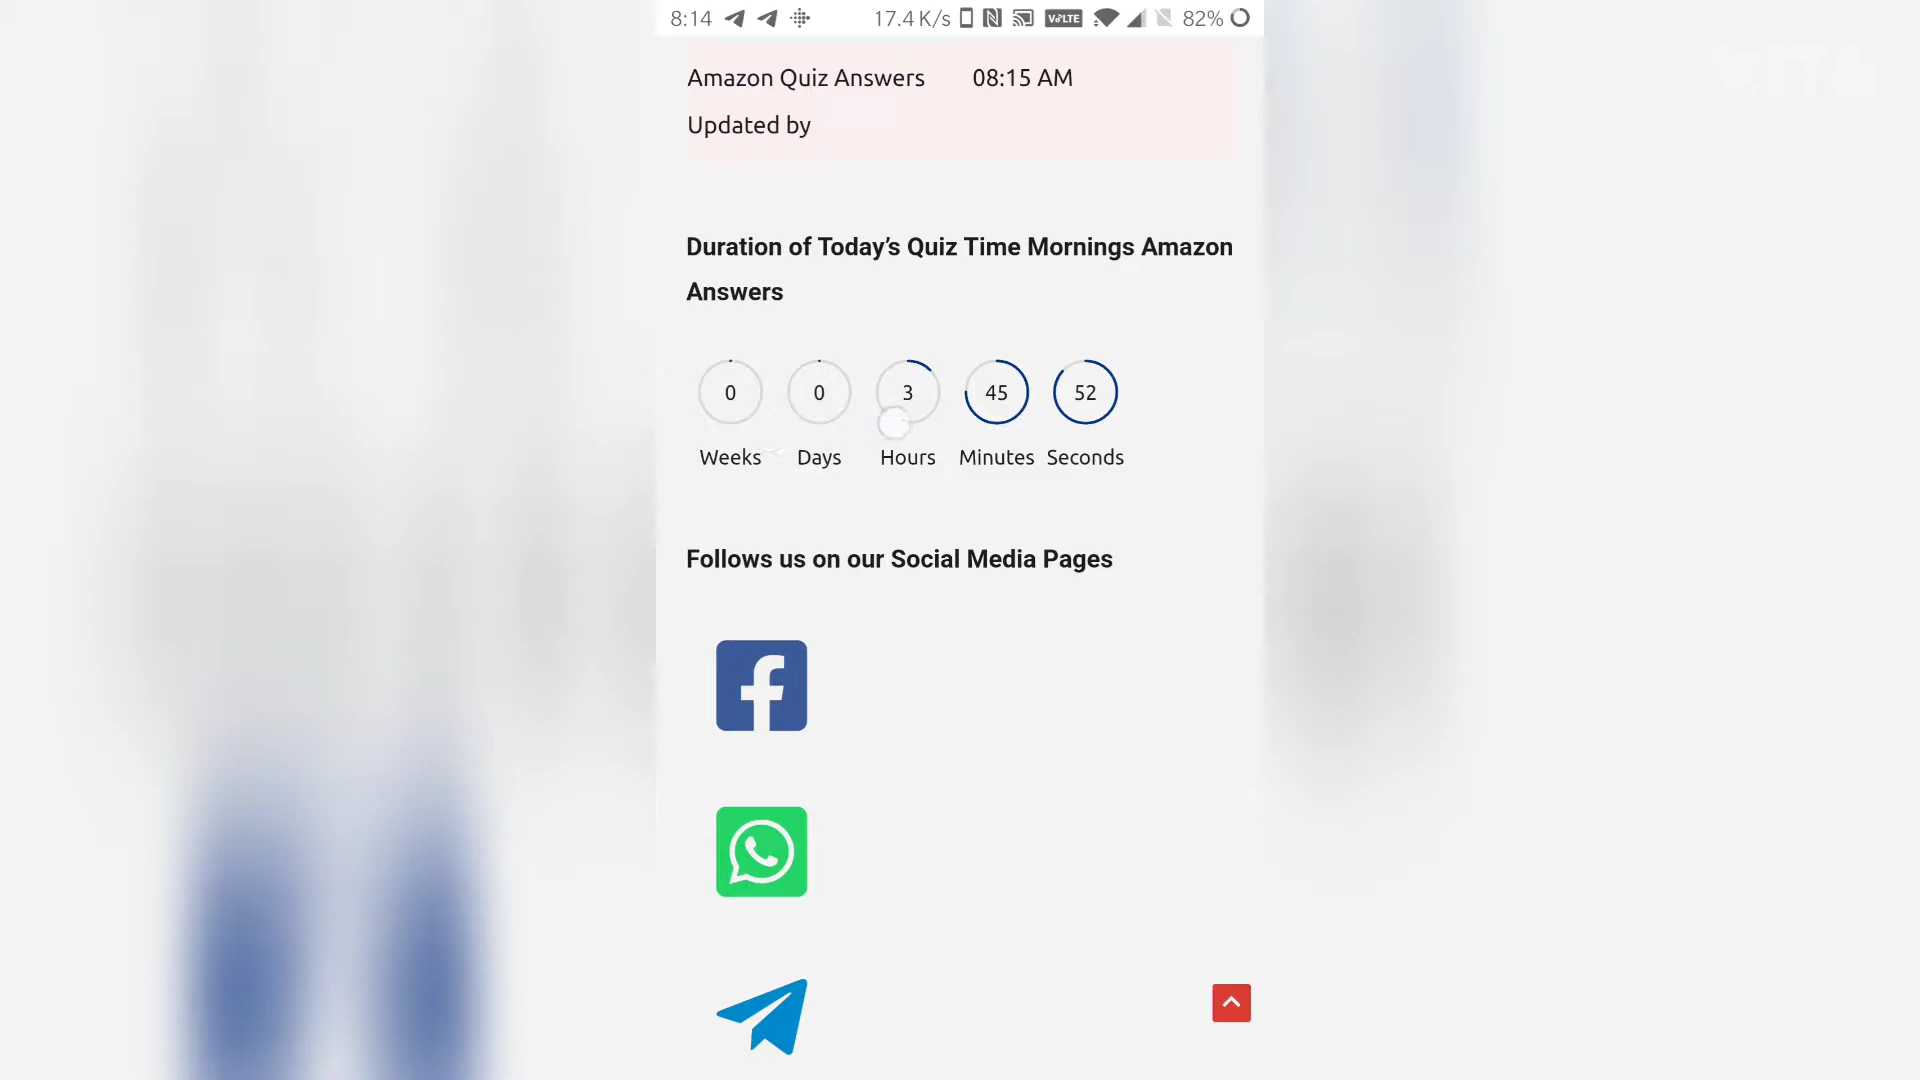 8:14 17.4 K/s VoLTE 82%
Amazon Quiz Answers 08:15 AM
Updated by
Duration of Today’s Quiz Time Mornings Amazon
Answers
0 0 3 45 52
Weeks Days Hours Minutes Seconds
Follows us on our Social Media Pages